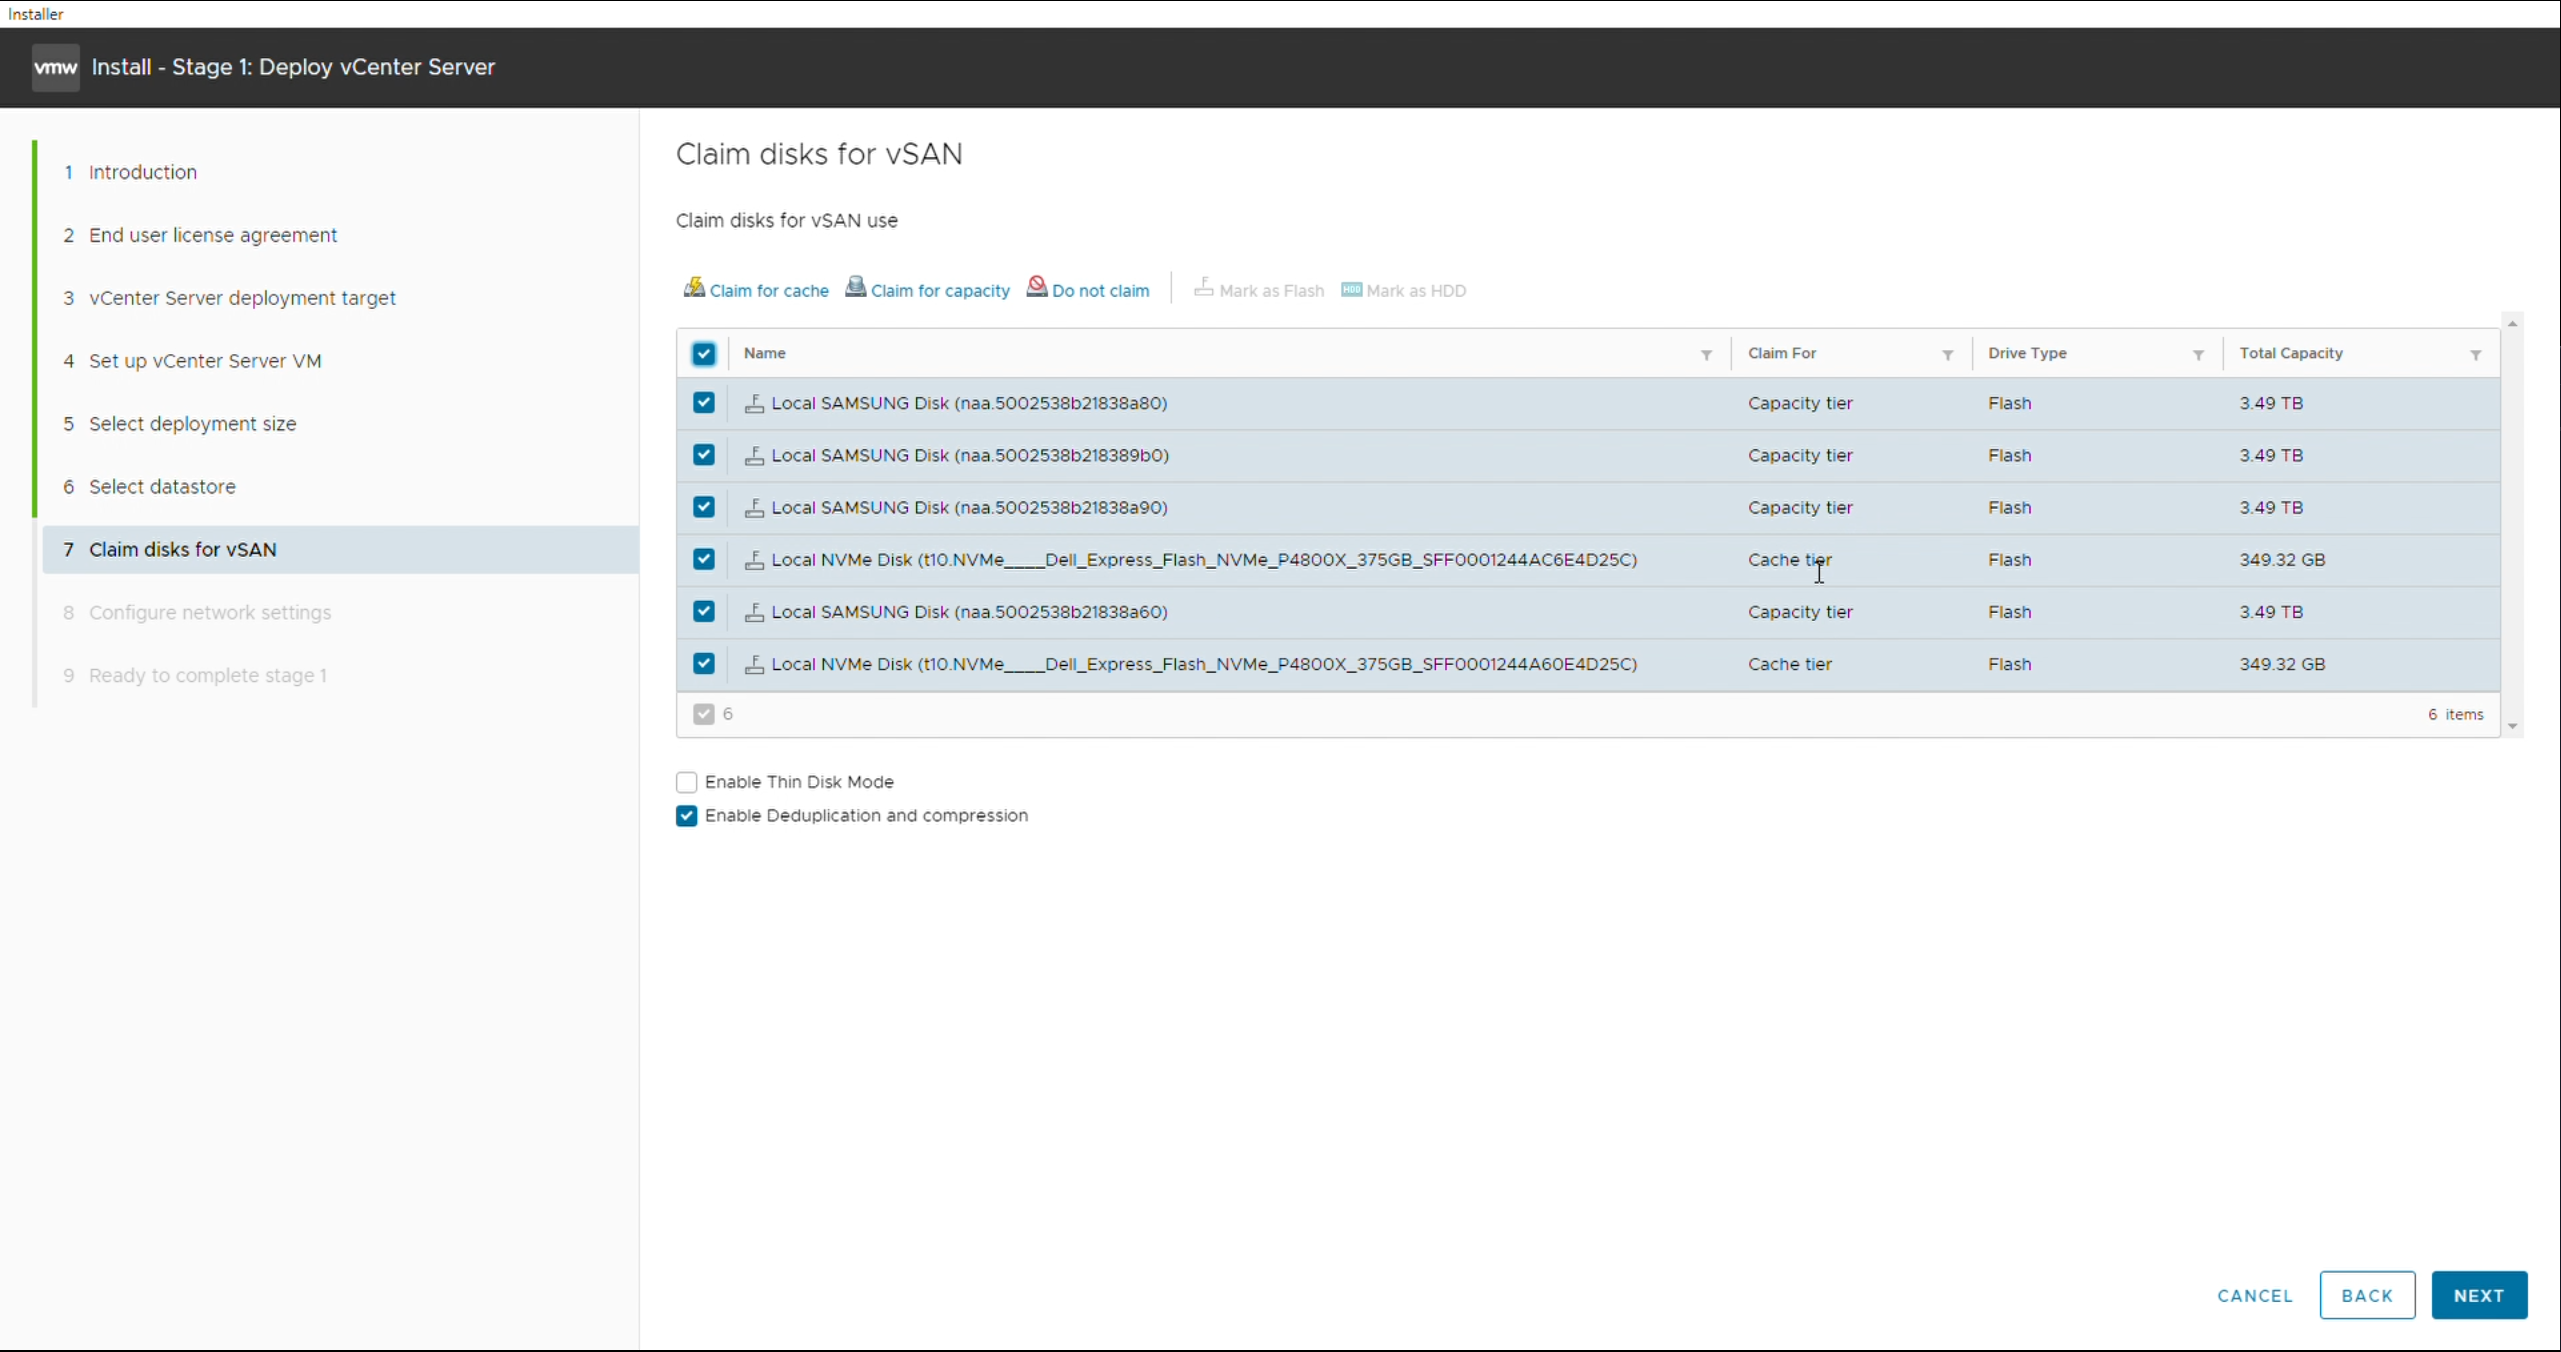 Installer
vmw Install - Stage 1: Deploy vCenter Server
1 Introduction
2 End user license agreement
3 vCenter Server deployment target
4 Set up vCenter Server VM
5 Select deployment size
6 Select datastore
7 Claim disks for vSAN
8 Configure network settings
9 Ready to complete stage 1
Claim disks for vSAN
Claim disks for vSAN use
Claim for cache Claim for capacity Do not claim F Mark as Flash HDD Mark as HDD
Name Claim For Drive Type Total Capacity
F Local SAMSUNG Disk (naa.5002538b21838a80) Capacity tier Flash 3.49 TB
F Local SAMSUNG Disk (naa.5002538b218389b0) Capacity tier Flash 3.49 TB
F Local SAMSUNG Disk (naa.5002538b21838a90) Capacity tier Flash 3.49 TB
F Local NVMe Disk (t10.NVMe____Dell_Express_Flash_NVMe_P4800X_375GB_SFF0001244AC6E4D25C) Cache tier Flash 349.32 GB
F Local SAMSUNG Disk (naa.5002538b21838a60) Capacity tier Flash 3.49 TB
F Local NVMe Disk (t10.NVMe____Dell_Express_Flash_NVMe_P4800X_375GB_SFF0001244A60E4D25C) Cache tier Flash 349.32 GB
6 6 items
Enable Thin Disk Mode
Enable Deduplication and compression
CANCEL BACK NEXT